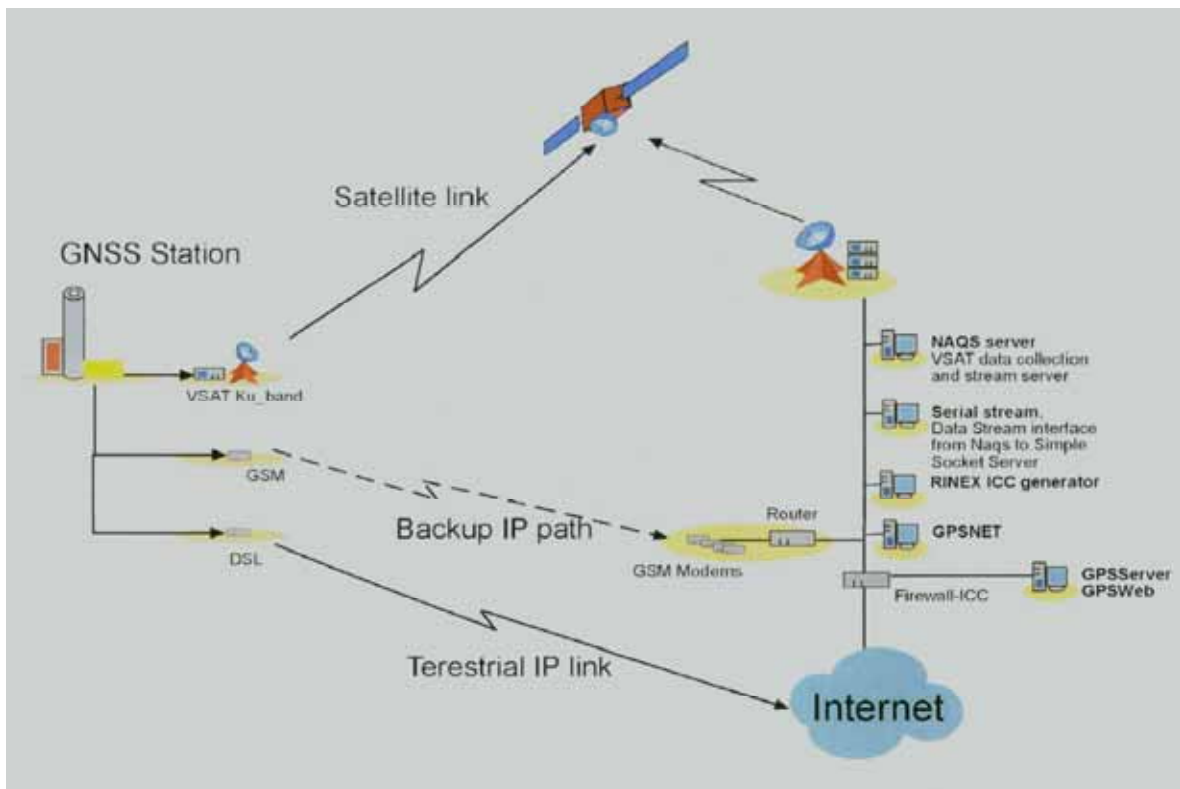 Satellite link
GNSS Station
VSAT Ku_band
NAQS server
VSAT data collection
and stream server
Serial stream.
Data Stream interface
from Naqs to Simple
Socket Server
GSM
RINEX ICC generator
Backup IP path
Router
GPSNET
DSL
GSM Modems
Firewall-ICC
GPSServer
GPSWeb
Terestrial IP link
Internet